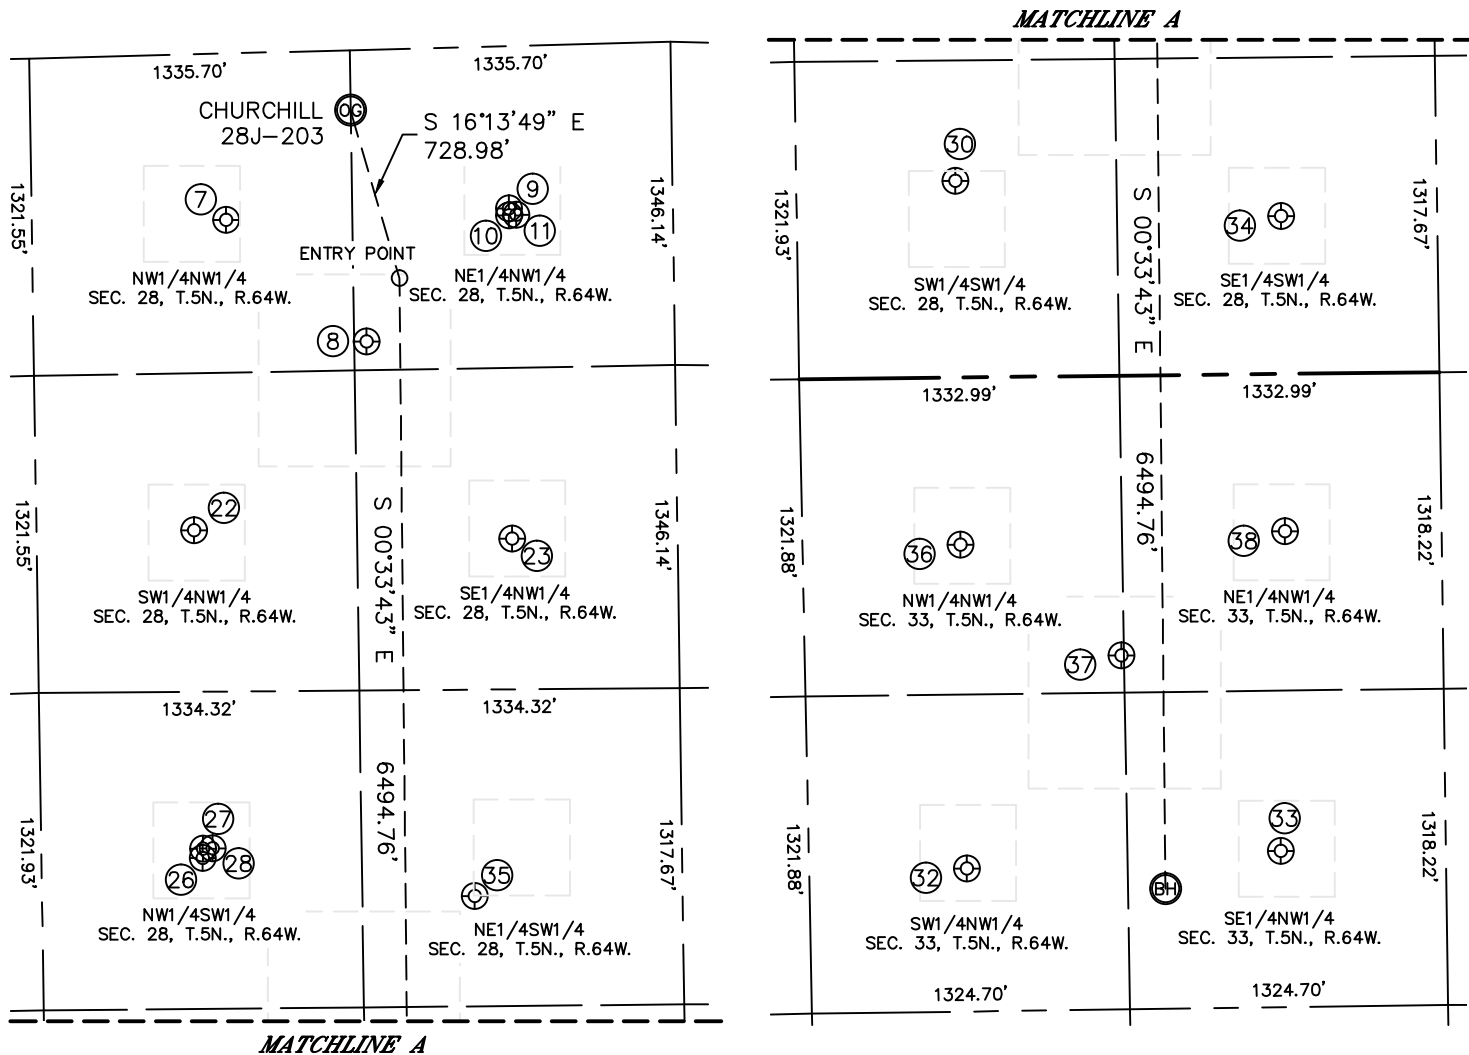 MATCHLINE A
1335.70'
1335.70'
CHURCHILL
28J-203
OG
S 16°13'49" E
728.98'
1321.55'
7
9
10
11
1346.14'
ENTRY POINT
NW1/4NW1/4
SEC. 28, T.5N., R.64W.
NE1/4NW1/4
SEC. 28, T.5N., R.64W.
8
1321.55'
22
23
S 00°33'43" E
1346.14'
SW1/4NW1/4
SEC. 28, T.5N., R.64W.
SE1/4NW1/4
SEC. 28, T.5N., R.64W.
1334.32'
1334.32'
6494.76'
1321.93'
27
26
28
35
1317.67'
NW1/4SW1/4
SEC. 28, T.5N., R.64W.
NE1/4SW1/4
SEC. 28, T.5N., R.64W.
MATCHLINE A
30
1321.93'
S 00°33'43" E
34
1317.67'
SW1/4SW1/4
SEC. 28, T.5N., R.64W.
SE1/4SW1/4
SEC. 28, T.5N., R.64W.
1332.99'
1332.99'
6494.76'
1321.88'
36
38
1318.22'
NW1/4NW1/4
SEC. 33, T.5N., R.64W.
NE1/4NW1/4
SEC. 33, T.5N., R.64W.
37
1321.88'
33
32
BH
1318.22'
SW1/4NW1/4
SEC. 33, T.5N., R.64W.
SE1/4NW1/4
SEC. 33, T.5N., R.64W.
1324.70'
1324.70'